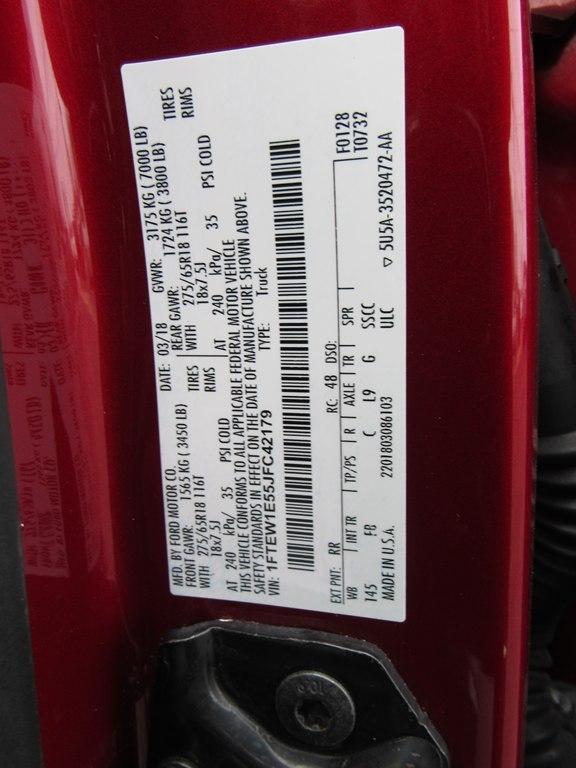 MFD. BY FORD MOTOR CO.
DATE: 03/18 GVWR: 3175 KG ( 7000 LB)
FRONT GAWR: 1565 KG ( 3450 LB) REAR GAWR: 1724 KG ( 3800 LB)
WITH 275/65R18 116T TIRES WITH 275/65R18 116T TIRES
18x7.5J RIMS 18x7.5J RIMS
AT 240 kPa/ 35 PSI COLD AT 240 kPa/ 35 PSI COLD
THIS VEHICLE CONFORMS TO ALL APPLICABLE FEDERAL MOTOR VEHICLE
SAFETY STANDARDS IN EFFECT ON THE DATE OF MANUFACTURE SHOWN ABOVE.
VIN: 1FTEW1E55JFC42179 TYPE: Truck
F0128
EXT PNT: RR RC: 48 DSO: T0732
WB INT TR TP/PS R AXLE TR SPR
145 FB C L9 G SSCC
2201803086103 ULC
MADE IN U.S.A. ▽ 5U5A-3520472-AA